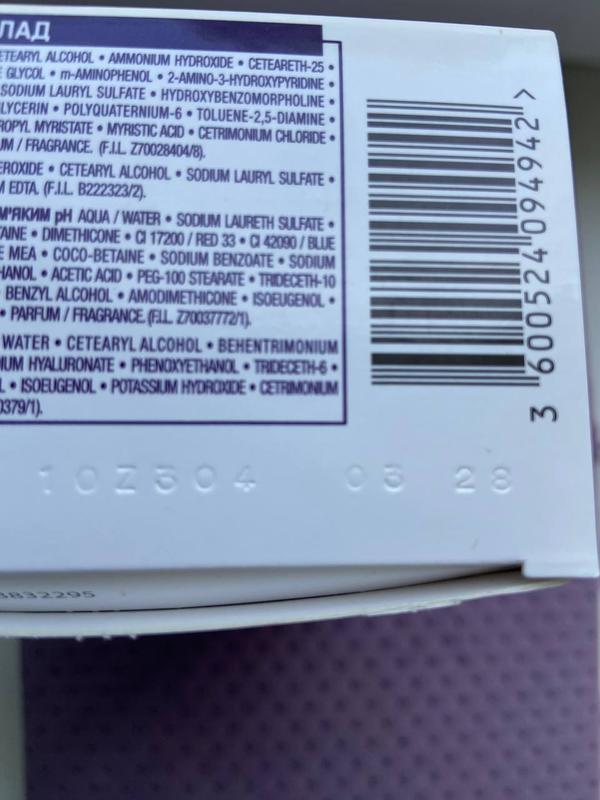 ЛАД
CETEARYL ALCOHOL • AMMONIUM HYDROXIDE • CETEARETH-25 •
GLYCOL • m-AMINOPHENOL • 2-AMINO-3-HYDROXYPYRIDINE •
SODIUM LAURYL SULFATE • HYDROXYBENZOMORPHOLINE •
GLYCERIN • POLYQUATERNIUM-6 • TOLUENE-2,5-DIAMINE •
OPYL MYRISTATE • MYRISTIC ACID • CETRIMONIUM CHLORIDE •
UM / FRAGRANCE. (F.I.L. Z70028404/8).
EROXIDE • CETEARYL ALCOHOL • SODIUM LAURYL SULFATE •
M EDTA. (F.I.L. B222323/2).
М'ЯКИМ pH AQUA / WATER • SODIUM LAURETH SULFATE •
TAINE • DIMETHICONE • CI 17200 / RED 33 • CI 42090 / BLUE
E MEA • COCO-BETAINE • SODIUM BENZOATE • SODIUM
HANOL • ACETIC ACID • PEG-100 STEARATE • TRIDECETH-10
• BENZYL ALCOHOL • AMODIMETHICONE • ISOEUGENOL •
• PARFUM / FRAGRANCE. (F.I.L. Z70037772/1).
WATER • CETEARYL ALCOHOL • BEHENTRIMONIUM
IUM HYALURONATE • PHENOXYETHANOL • TRIDECETH-6 •
L • ISOEUGENOL • POTASSIUM HYDROXIDE • CETRIMONIUM
0379/1).
3 600524 094942 >
10Z304 03 28
3832295